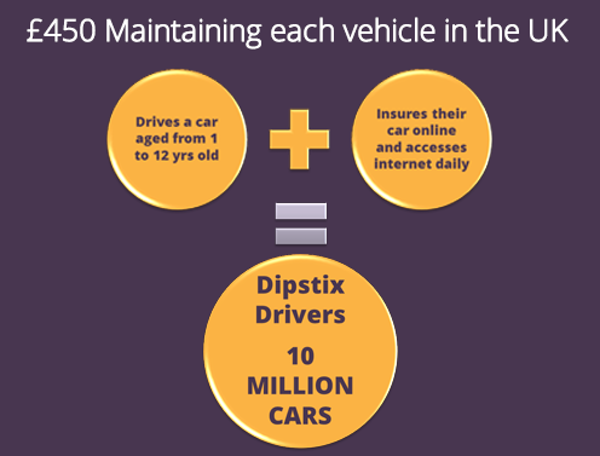 £450 Maintaining each vehicle in the UK
Drives a car
aged from 1
to 12 yrs old
Insures their
car online
and accesses
internet daily
Dipstix
Drivers
10
MILLION
CARS